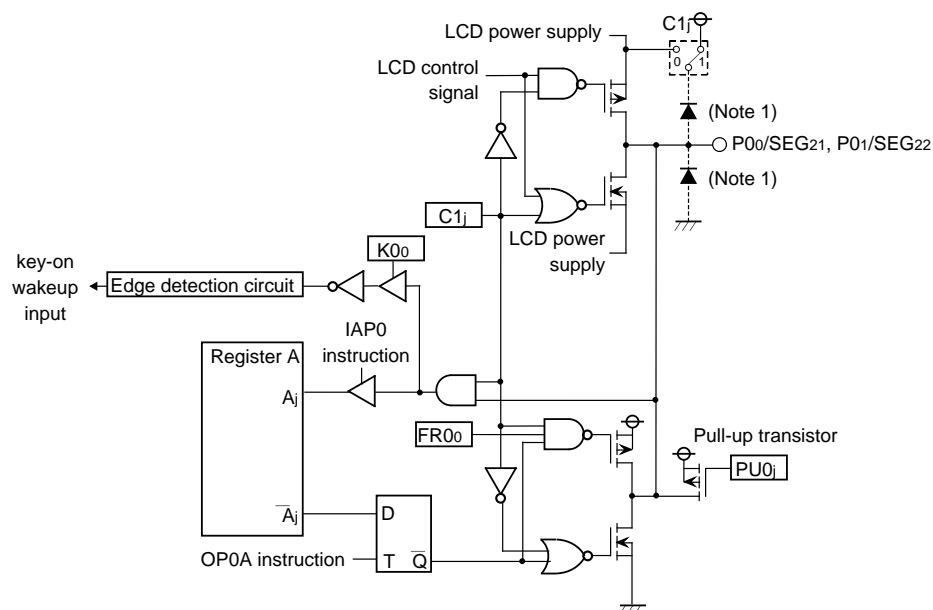 C1j
LCD power supply
0 1
LCD control
signal
(Note 1)
P00/SEG21, P01/SEG22
(Note 1)
C1j
LCD power
supply
K00
key-on
wakeup
input
Edge detection circuit
IAP0
instruction
Register A
Aj
FR00
Pull-up transistor
PU0j
A̅j
D
OP0A instruction
T Q̅